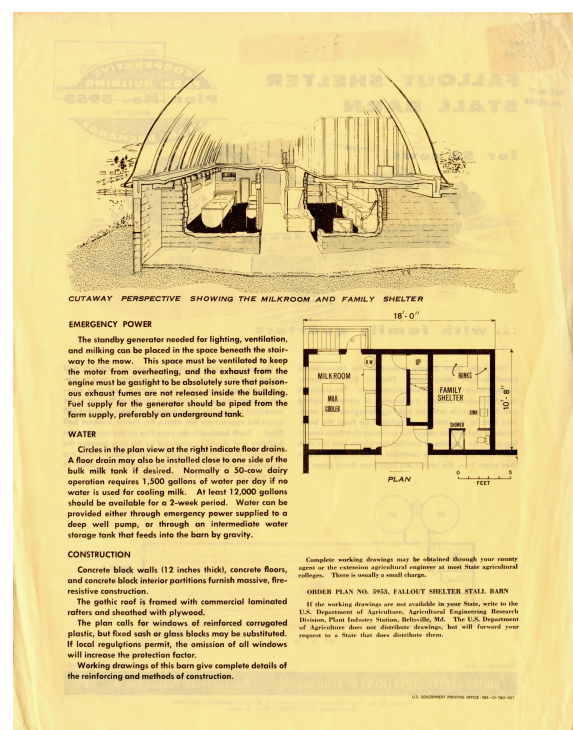 CUTAWAY PERSPECTIVE SHOWING THE MILKROOM AND FAMILY SHELTER
EMERGENCY POWER
The standby generator needed for lighting, ventilation,
and milking can be placed in the space beneath the stair-
way to the mow. This space must be ventilated to keep
the motor from overheating, and the exhaust from the
engine must be gastight to be absolutely sure that poison-
ous exhaust fumes are not released inside the building.
Fuel supply for the generator should be piped from the
farm supply, preferably an underground tank.
WATER
Circles in the plan view at the right indicate floor drains.
A floor drain may also be installed close to one side of the
bulk milk tank if desired. Normally a 50-cow dairy
operation requires 1,500 gallons of water per day if no
water is used for cooling milk. At least 12,000 gallons
should be available for a 2-week period. Water can be
provided either through emergency power supplied to a
deep well pump, or through an intermediate water
storage tank that feeds into the barn by gravity.
CONSTRUCTION
Concrete block walls (12 inches thick), concrete floors,
and concrete block interior partitions furnish massive, fire-
resistive construction.
The gothic roof is framed with commercial laminated
rafters and sheathed with plywood.
The plan calls for windows of reinforced corrugated
plastic, but fixed sash or glass blocks may be substituted.
If local regulations permit, the omission of all windows
will increase the protection factor.
Working drawings of this barn give complete details of
the reinforcing and methods of construction.
18'-0"
H.W.
UP
BUNKS
MILKROOM
FAMILY
SHELTER
MILK
COOLER
SINK
SHOWER
10'-8"
PLAN
0 5
FEET
Complete working drawings may be obtained through your county
agent or the extension agricultural engineer at most State agricultural
colleges. There is usually a small charge.
ORDER PLAN NO. 5953, FALLOUT SHELTER STALL BARN
If the working drawings are not available in your State, write to the
U.S. Department of Agriculture, Agricultural Engineering Research
Division, Plant Industry Station, Beltsville, Md. The U.S. Department
of Agriculture does not distribute drawings, but will forward your
request to a State that does distribute them.